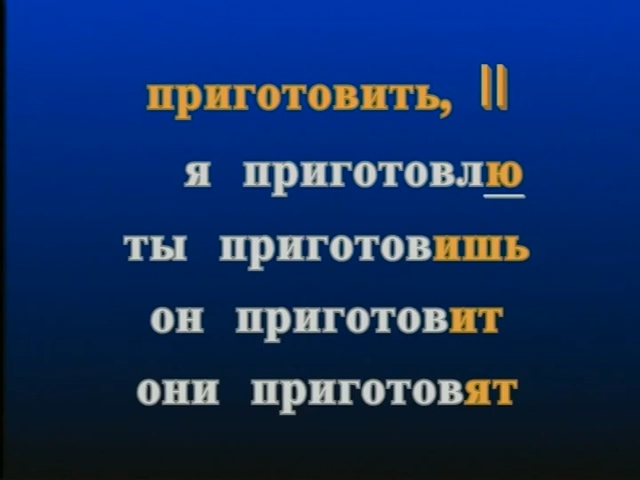 приготовить, II
я приготовлю
ты приготовишь
он приготовит
они приготовят